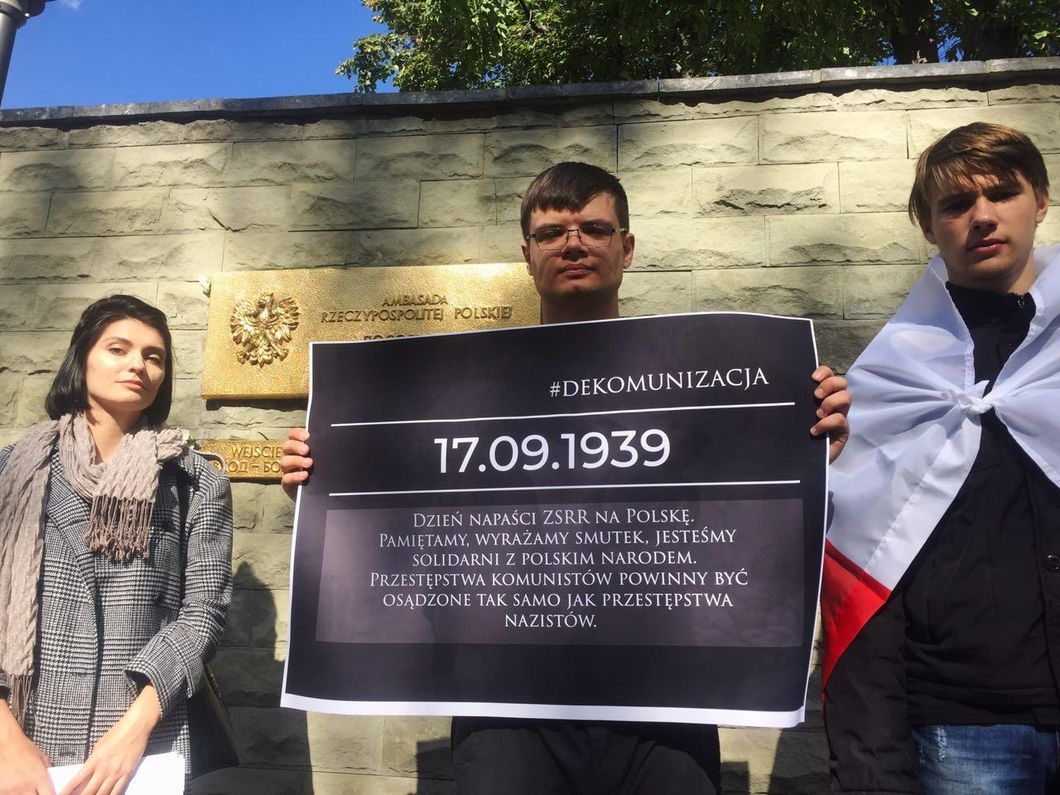 AMBASADA
RZECZYPOSPOLITEJ POLSKIEJ
WEJŚCIE
#DEKOMUNIZACJA
17.09.1939
DZIEŃ NAPAŚCI ZSRR NA POLSKĘ.
PAMIĘTAMY, WYRAŻAMY SMUTEK, JESTEŚMY
SOLIDARNI Z POLSKIM NARODEM.
PRZESTĘPSTWA KOMUNISTÓW POWINNY BYĆ
OSĄDZONE TAK SAMO JAK PRZESTĘPSTWA
NAZISTÓW.